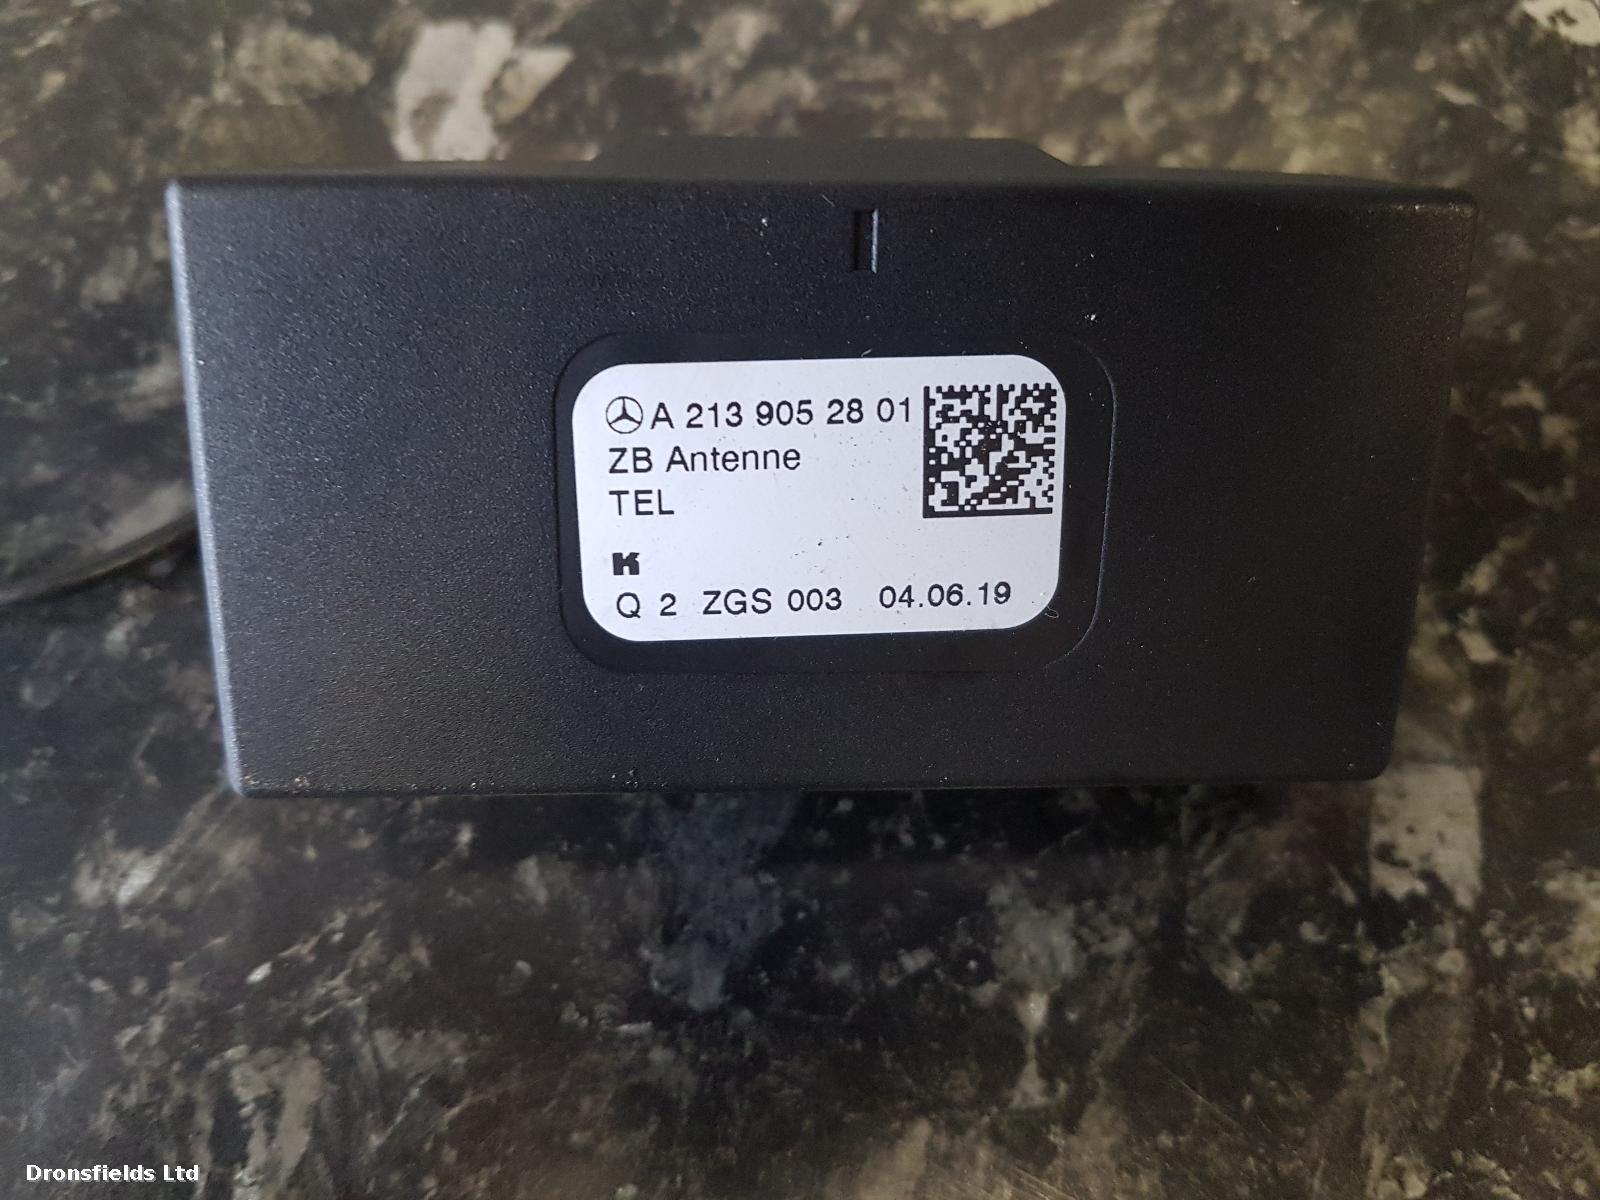 A 213 905 28 01
ZB Antenne
TEL
K
Q 2 ZGS 003 04.06.19
Dronsfields Ltd